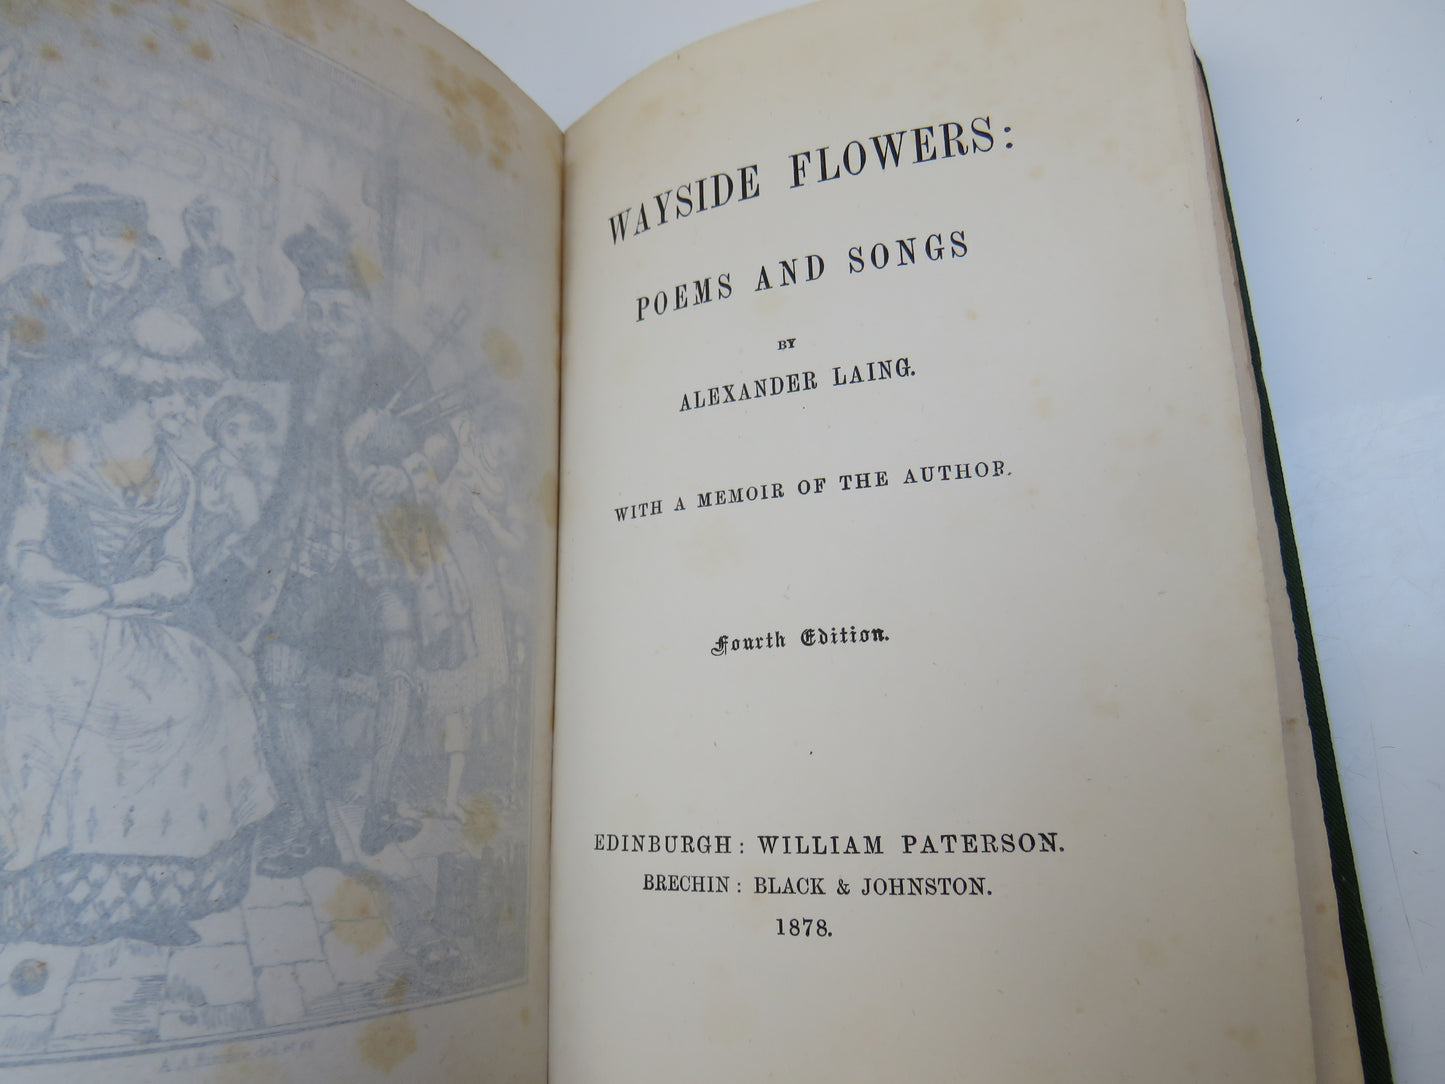 WAYSIDE FLOWERS:
POEMS AND SONGS
BY
ALEXANDER LAING.
WITH A MEMOIR OF THE AUTHOR.
Fourth Edition.
EDINBURGH: WILLIAM PATERSON.
BRECHIN: BLACK & JOHNSTON.
1878.